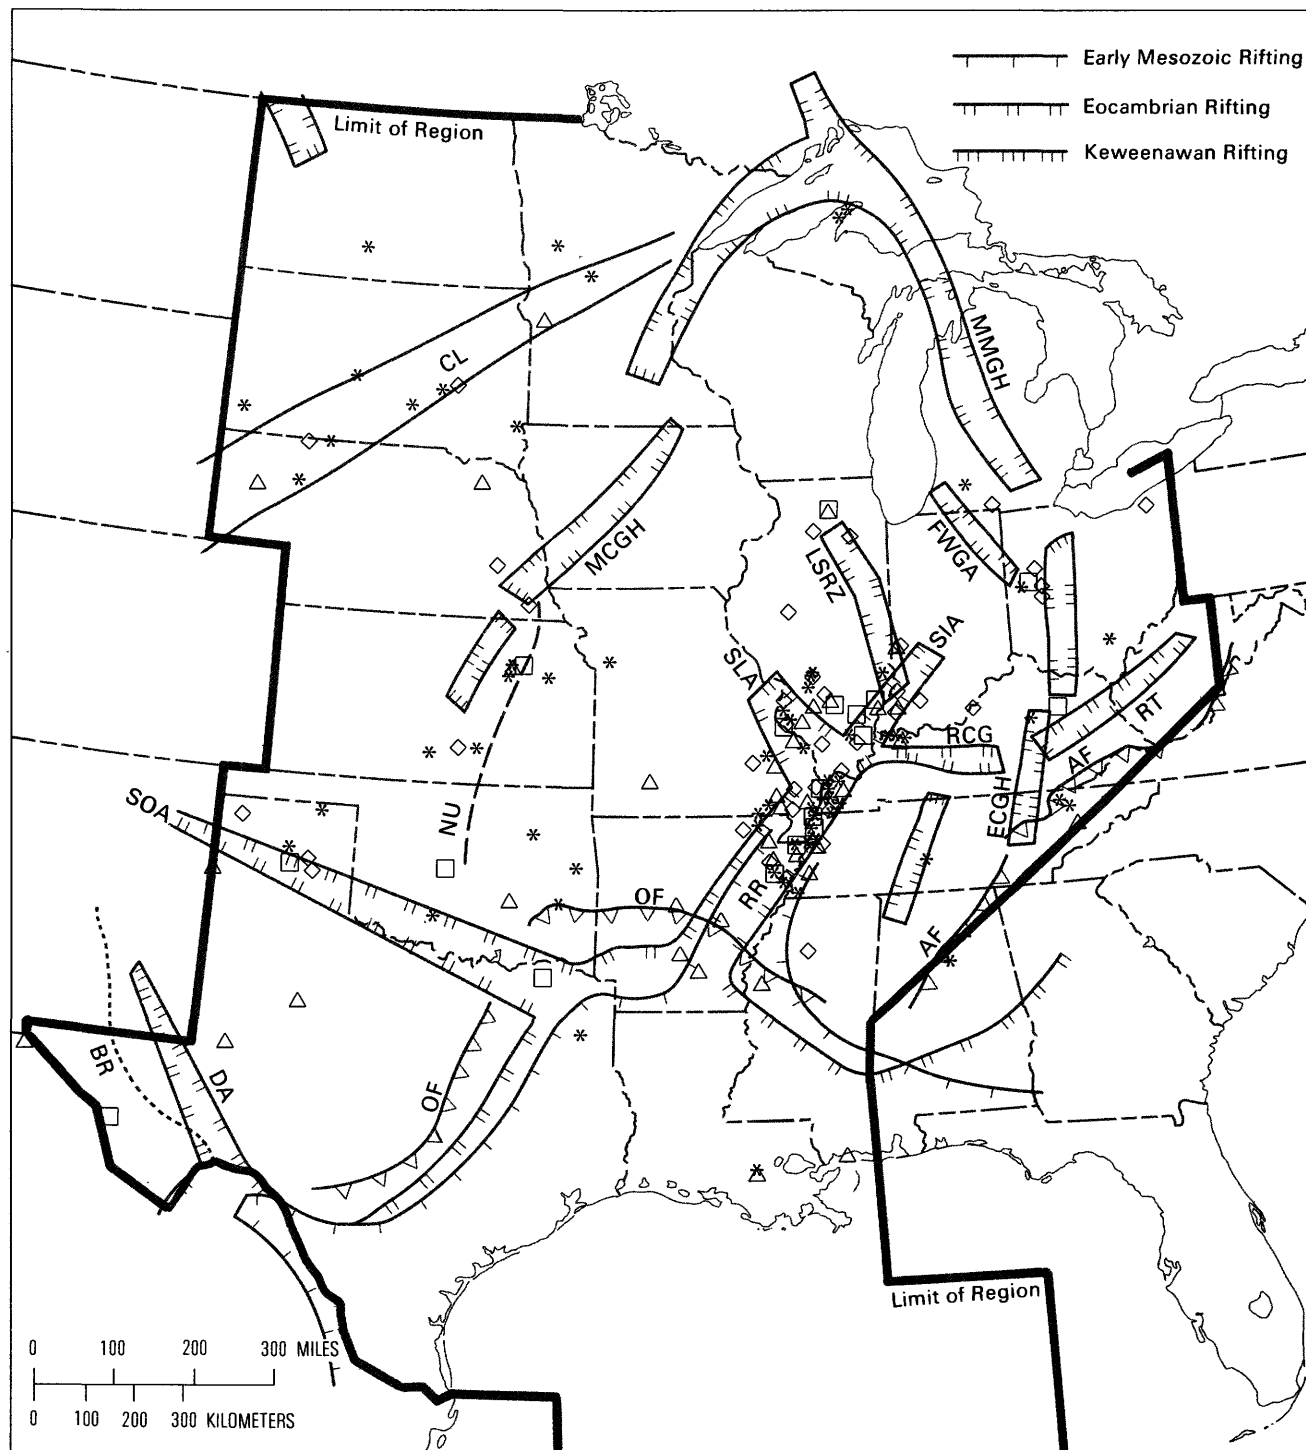 Early Mesozoic Rifting
Eocambrian Rifting
Keweenawan Rifting
Limit of Region
CL
MMGH
MCGH
FWGA
LSRZ
SIA
SLA
RT
RCG
AF
ECGH
SOA
NU
OF
RR
AF
BR
DA
OF
Limit of Region
0 100 200 300 MILES
0 100 200 300 KILOMETERS